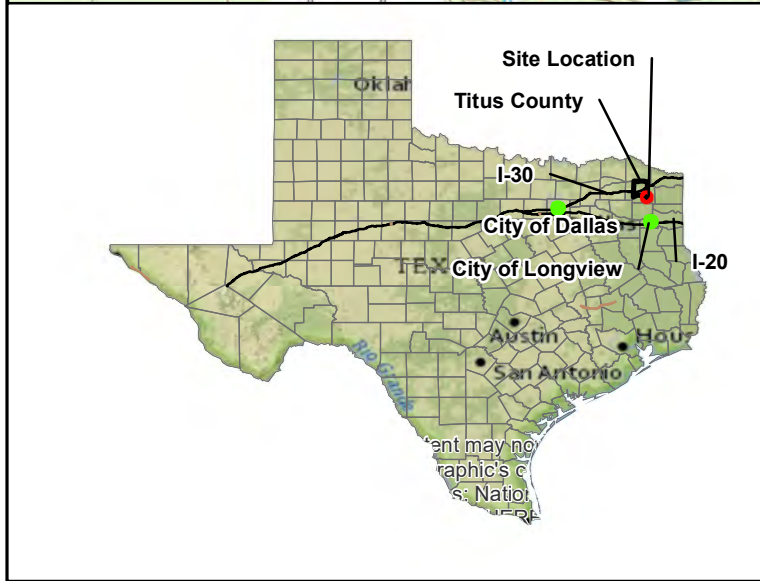 Site Location
Oklah
Titus County
I-30
City of Dallas
TEX
City of Longview
I-20
Austin
Hous
San Antonio
Rio Grande
tent may no
raphic's c
s: Nation